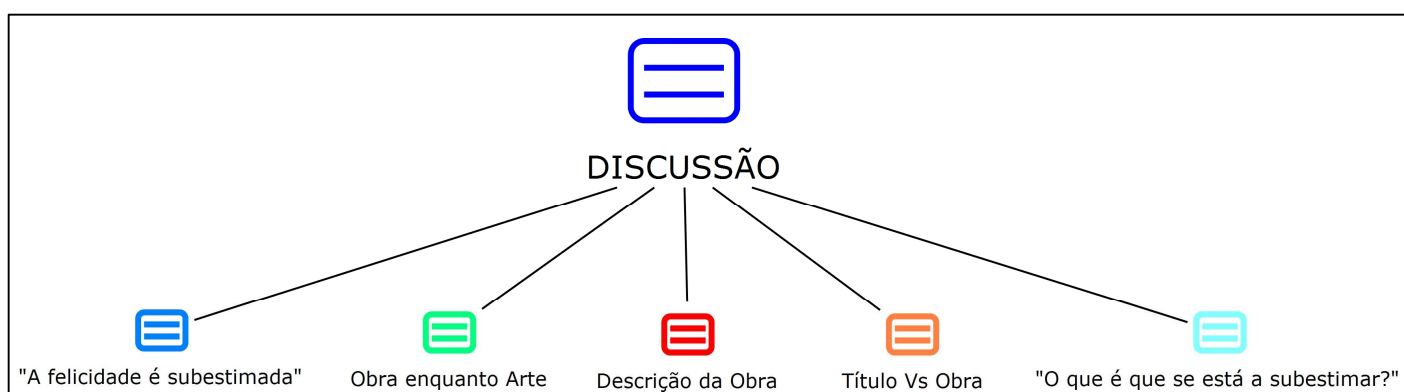 DISCUSSÃO
"A felicidade é subestimada"
Obra enquanto Arte
Descrição da Obra
Título Vs Obra
"O que é que se está a subestimar?"